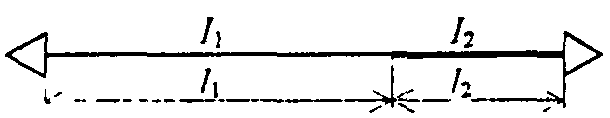 I₁ I₂
l₁ l₂